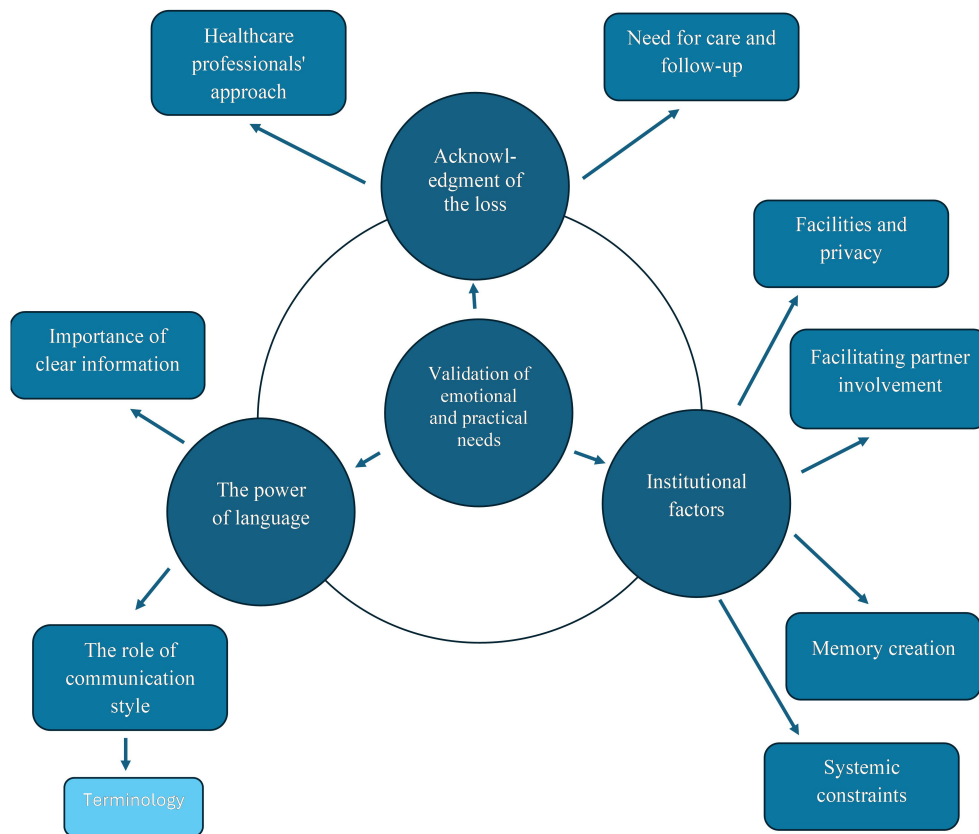 Healthcare
professionals'
approach
Need for care and
follow-up
Acknowl-
edgment of
the loss
Facilities and
privacy
Importance of
clear information
Validation of
emotional
and practical
needs
Facilitating partner
involvement
The power
of language
Institutional
factors
The role of
communication
style
Memory creation
Terminology
Systemic
constraints